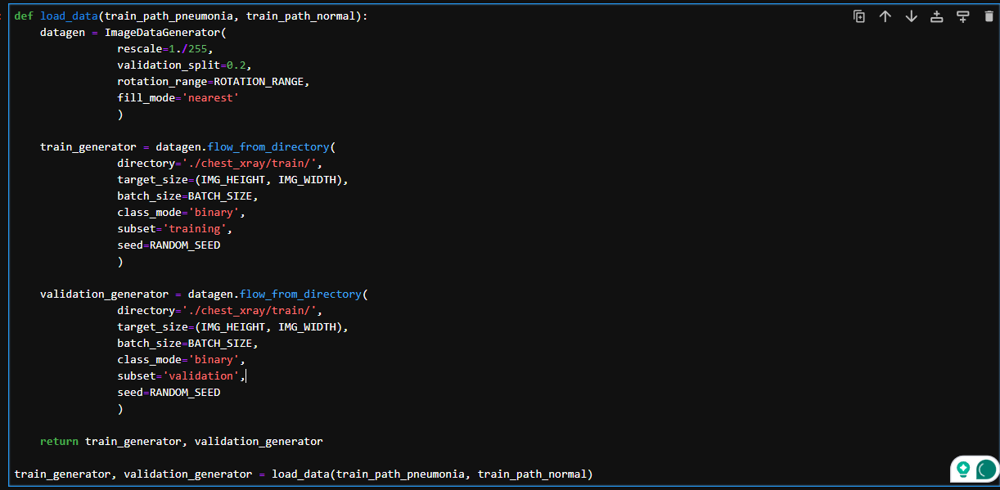 def load_data(train_path_pneumonia, train_path_normal):
    datagen = ImageDataGenerator(
            rescale=1./255,
            validation_split=0.2,
            rotation_range=ROTATION_RANGE,
            fill_mode='nearest'
            )
    train_generator = datagen.flow_from_directory(
            directory='./chest_xray/train/',
            target_size=(IMG_HEIGHT, IMG_WIDTH),
            batch_size=BATCH_SIZE,
            class_mode='binary',
            subset='training',
            seed=RANDOM_SEED
            )
    validation_generator = datagen.flow_from_directory(
            directory='./chest_xray/train/',
            target_size=(IMG_HEIGHT, IMG_WIDTH),
            batch_size=BATCH_SIZE,
            class_mode='binary',
            subset='validation',
            seed=RANDOM_SEED
            )
    return train_generator, validation_generator
train_generator, validation_generator = load_data(train_path_pneumonia, train_path_normal)